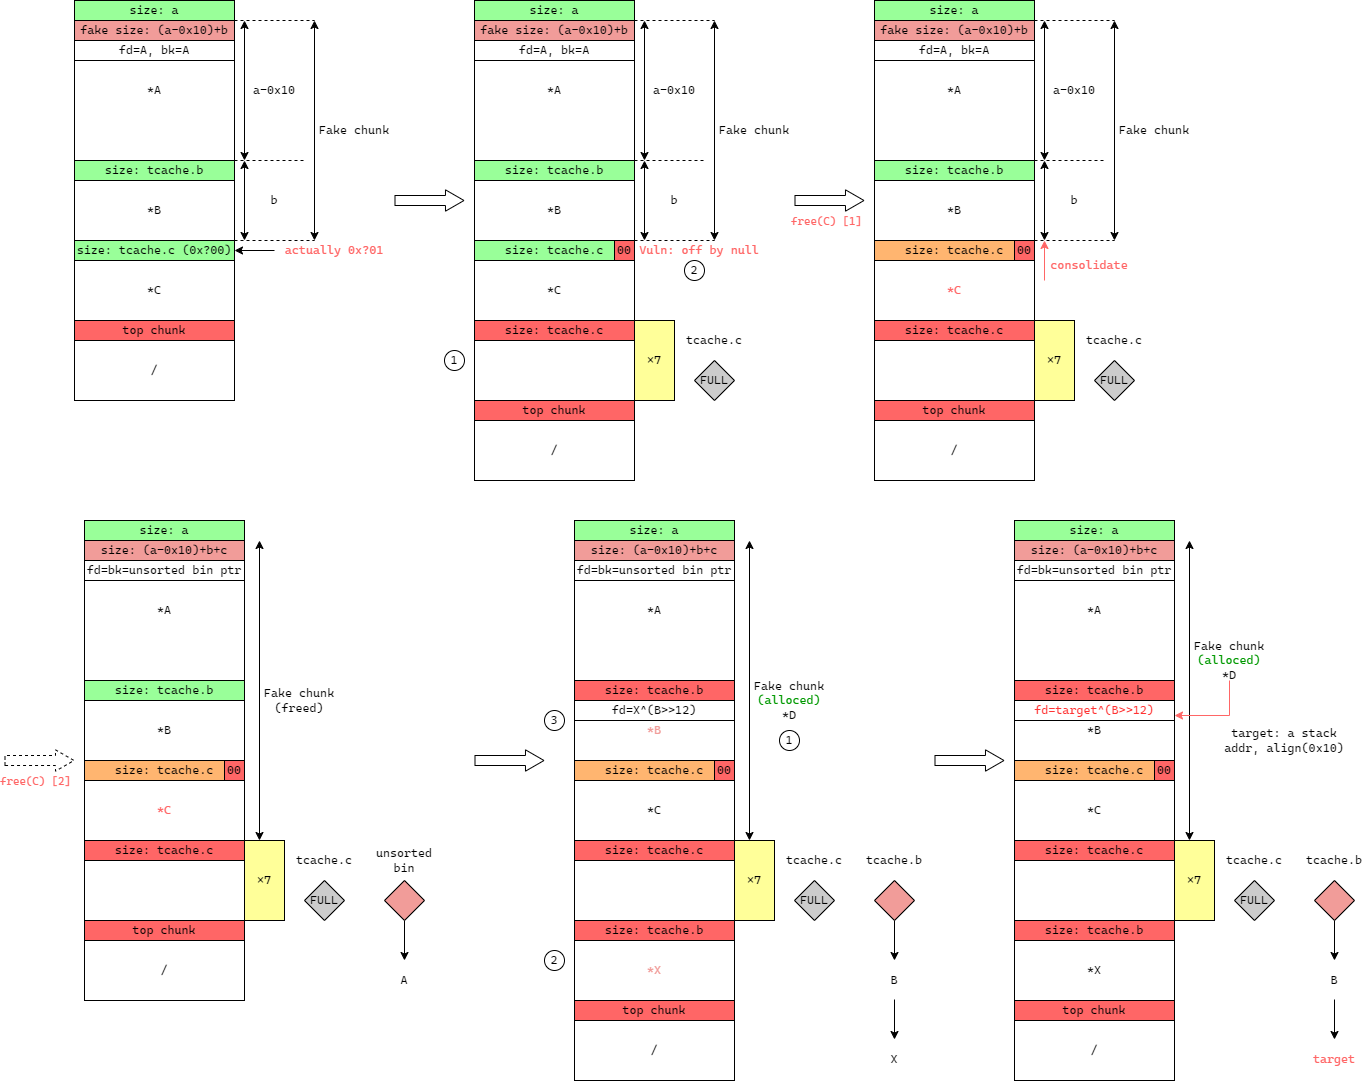 size: a
fake size: (a-0x10)+b
fd=A, bk=A
*A
a-0x10
Fake chunk
size: tcache.b
*B
b
size: tcache.c (0x?00)
actually 0x?01
*C
top chunk
/
size: a
fake size: (a-0x10)+b
fd=A, bk=A
*A
a-0x10
Fake chunk
size: tcache.b
*B
b
size: tcache.c
00
Vuln: off by null
2
*C
size: tcache.c
1
×7
tcache.c
FULL
top chunk
/
free(C) [1]
size: a
fake size: (a-0x10)+b
fd=A, bk=A
*A
a-0x10
Fake chunk
size: tcache.b
*B
b
size: tcache.c
00
consolidate
*C
size: tcache.c
×7
tcache.c
FULL
top chunk
/
free(C) [2]
size: a
size: (a-0x10)+b+c
fd=bk=unsorted bin ptr
*A
size: tcache.b
Fake chunk
(freed)
*B
size: tcache.c
00
*C
size: tcache.c
×7
tcache.c
FULL
unsorted
bin
A
top chunk
/
size: a
size: (a-0x10)+b+c
fd=bk=unsorted bin ptr
*A
size: tcache.b
Fake chunk
(alloced)
*D
1
fd=X^(B>>12)
3
*B
size: tcache.c
00
*C
size: tcache.c
×7
tcache.c
FULL
tcache.b
B
X
size: tcache.b
2
*X
top chunk
/
size: a
size: (a-0x10)+b+c
fd=bk=unsorted bin ptr
*A
Fake chunk
(alloced)
*D
size: tcache.b
fd=target^(B>>12)
*B
target: a stack
addr, align(0x10)
size: tcache.c
00
*C
size: tcache.c
×7
tcache.c
FULL
tcache.b
B
target
size: tcache.b
*X
top chunk
/